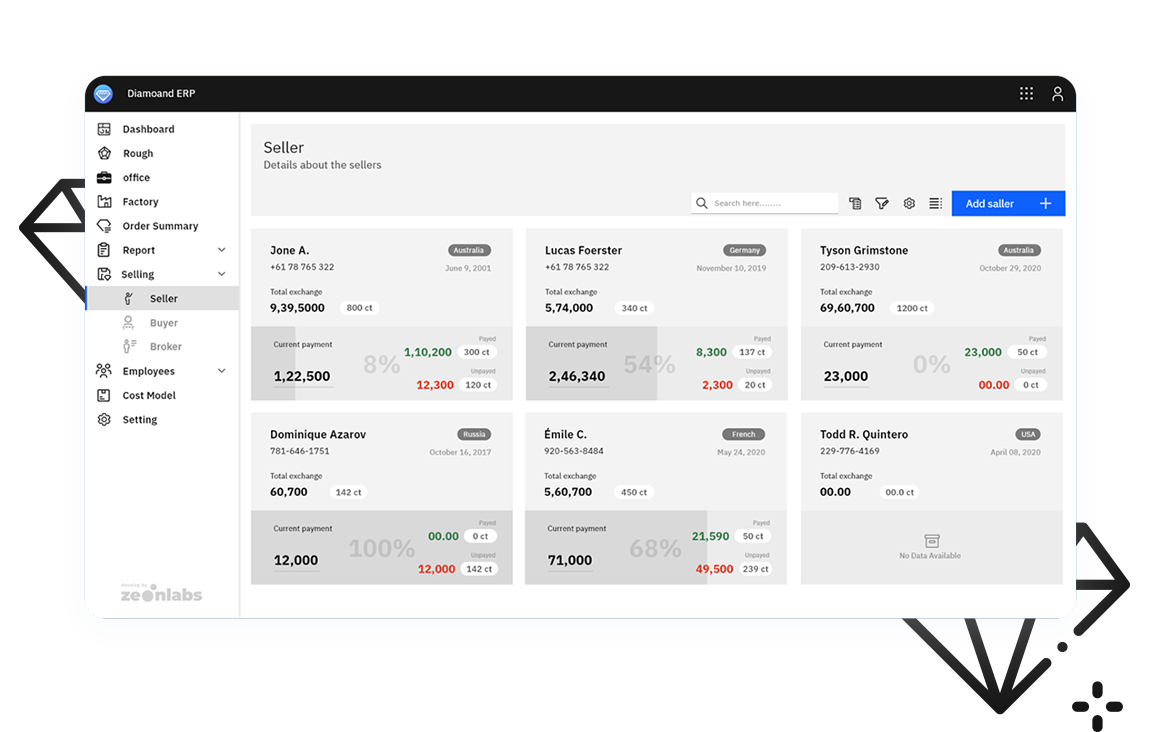 Diamoand ERP
Dashboard
Rough
office
Factory
Order Summary
Report
Selling
Seller
Buyer
Broker
Employees
Cost Model
Setting
develop by
zeonlabs
Seller
Details about the sellers
Search here........
Add saller
Jone A.
Australia
+61 78 765 322
June 9, 2001
Total exchange
9,39,5000
800 ct
Current payment
1,22,500
8%
Payed
1,10,200
300 ct
Unpayed
12,300
120 ct
Lucas Foerster
Germany
+61 78 765 322
November 10, 2019
Total exchange
5,74,000
340 ct
Current payment
2,46,340
54%
Payed
8,300
137 ct
Unpayed
2,300
20 ct
Tyson Grimstone
Australia
209-613-2930
October 29, 2020
Total exchange
69,60,700
1200 ct
Current payment
23,000
0%
Payed
23,000
50 ct
Unpayed
00.00
0 ct
Dominique Azarov
Russia
781-646-1751
October 16, 2017
Total exchange
60,700
142 ct
Current payment
12,000
100%
Payed
00.00
0 ct
Unpayed
12,000
142 ct
Émile C.
French
920-563-8484
May 24, 2020
Total exchange
5,60,700
450 ct
Current payment
71,000
68%
Payed
21,590
50 ct
Unpayed
49,500
239 ct
Todd R. Quintero
USA
229-776-4169
April 08, 2020
Total exchange
00.00
00.0 ct
No Data Available